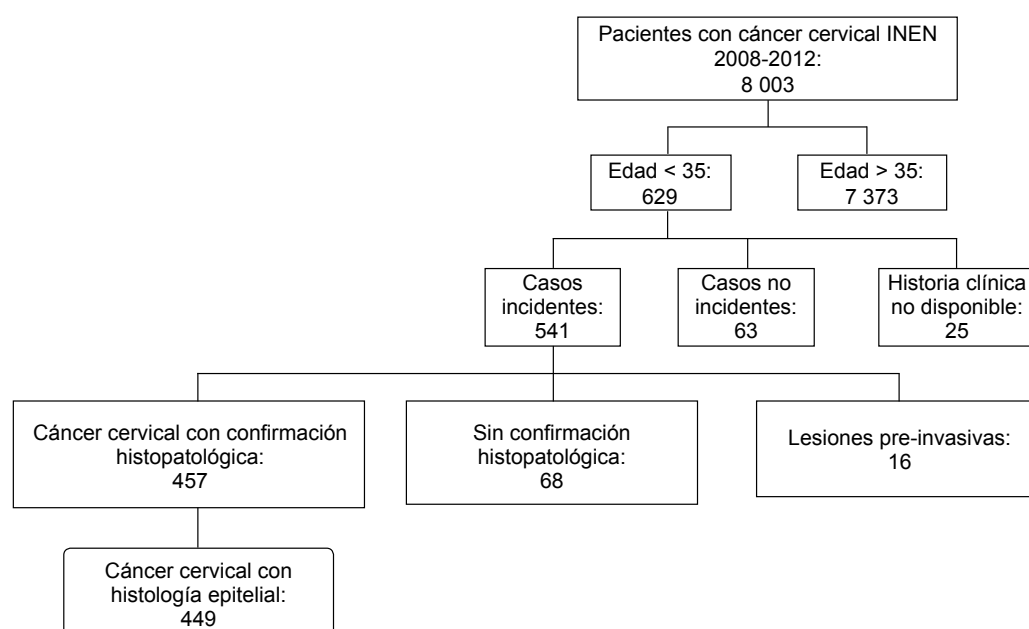 Pacientes con cáncer cervical INEN
2008-2012:
8 003
Edad < 35:
629
Edad > 35:
7 373
Casos
incidentes:
541
Casos no
incidentes:
63
Historia clínica
no disponible:
25
Cáncer cervical con confirmación
histopatológica:
457
Sin confirmación
histopatológica:
68
Lesiones pre-invasivas:
16
Cáncer cervical con
histología epitelial:
449